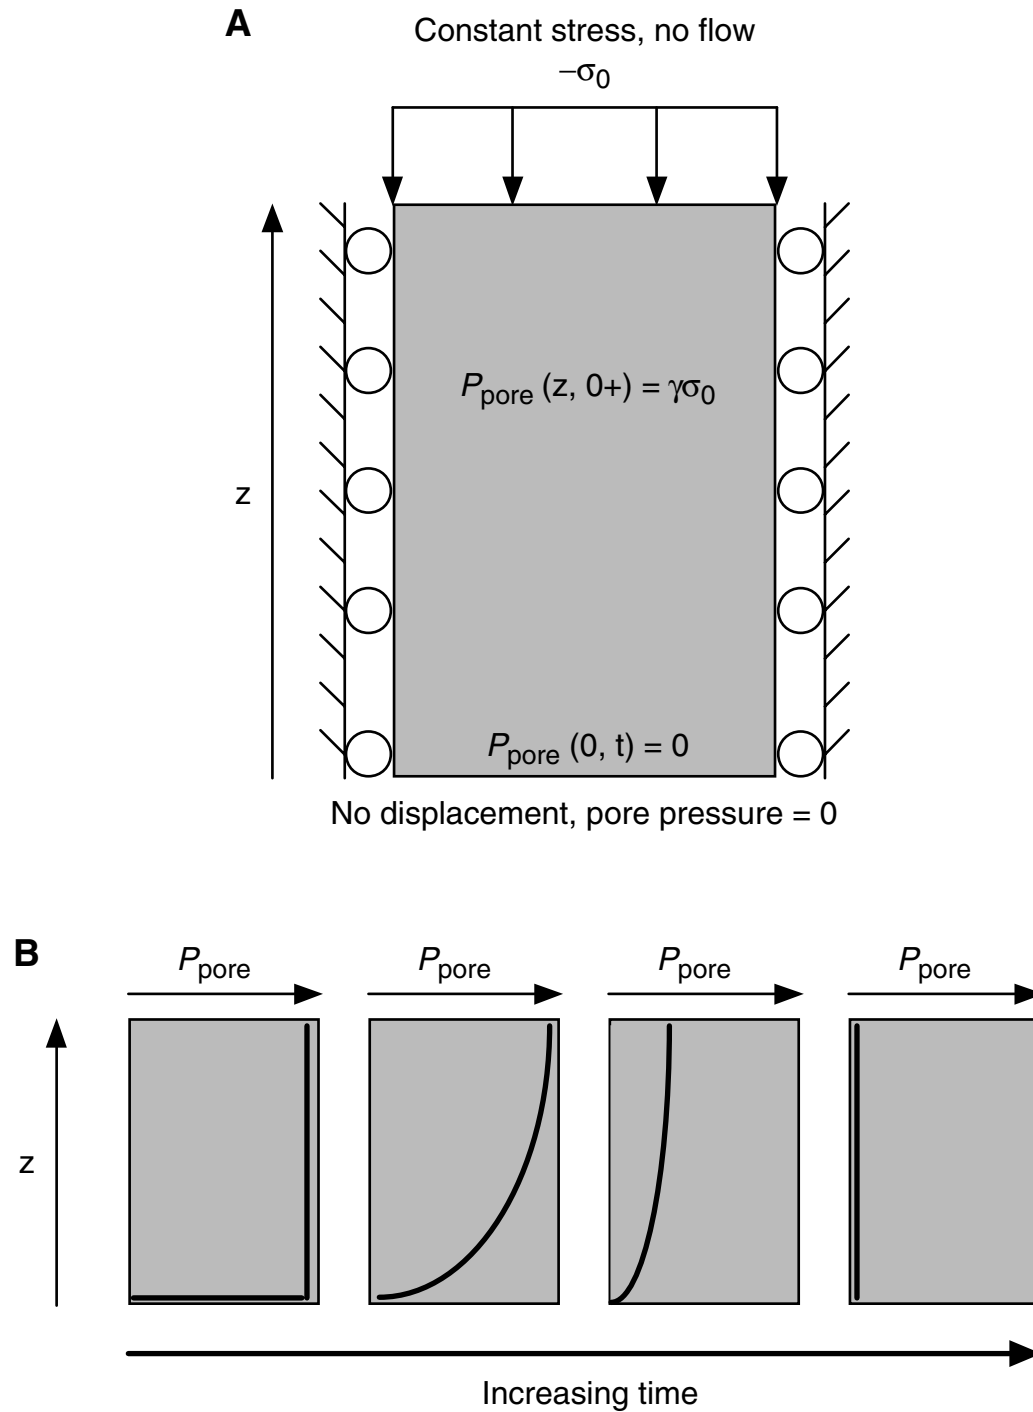 A
Constant stress, no flow
−σ0
z
Ppore (z, 0+) = γσ0
Ppore (0, t) = 0
No displacement, pore pressure = 0
B
Ppore Ppore Ppore Ppore
z
Increasing time